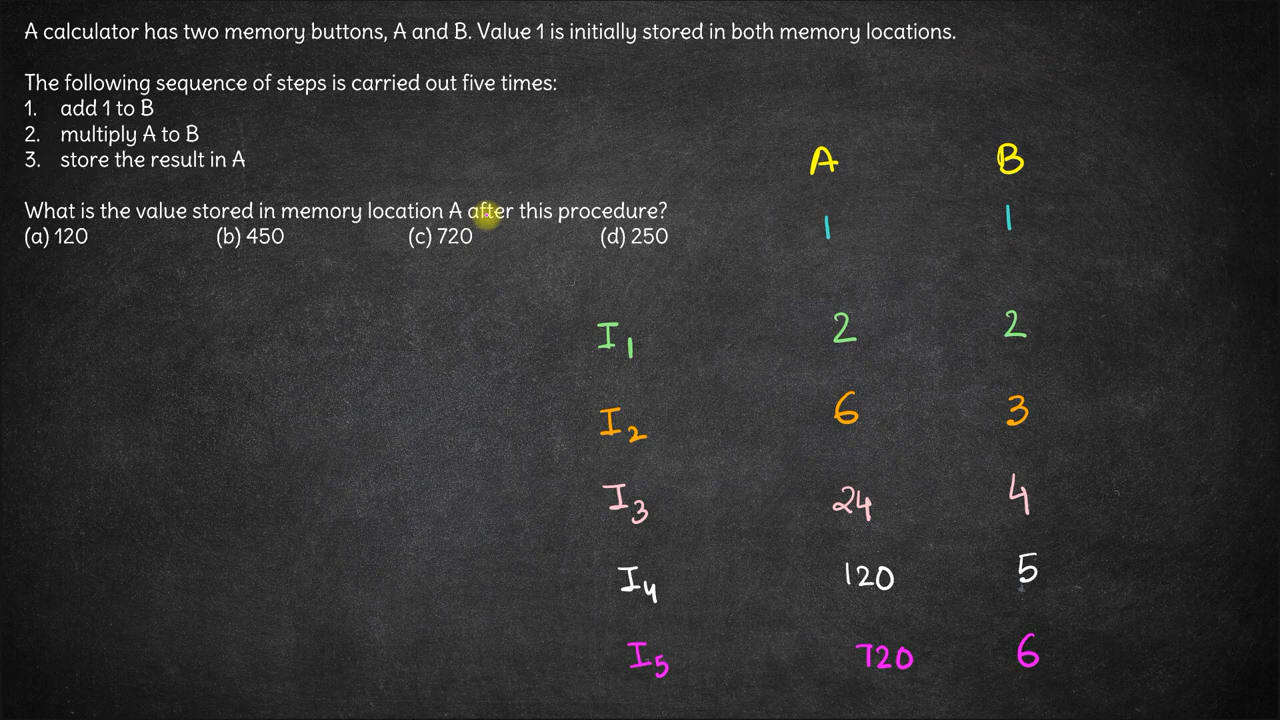 A calculator has two memory buttons, A and B. Value 1 is initially stored in both memory locations.
The following sequence of steps is carried out five times:
1. add 1 to B
2. multiply A to B
3. store the result in A
What is the value stored in memory location A after this procedure?
(a) 120 (b) 450 (c) 720 (d) 250
A B
1 1
I1 2 2
I2 6 3
I3 24 4
I4 120 5
I5 720 6